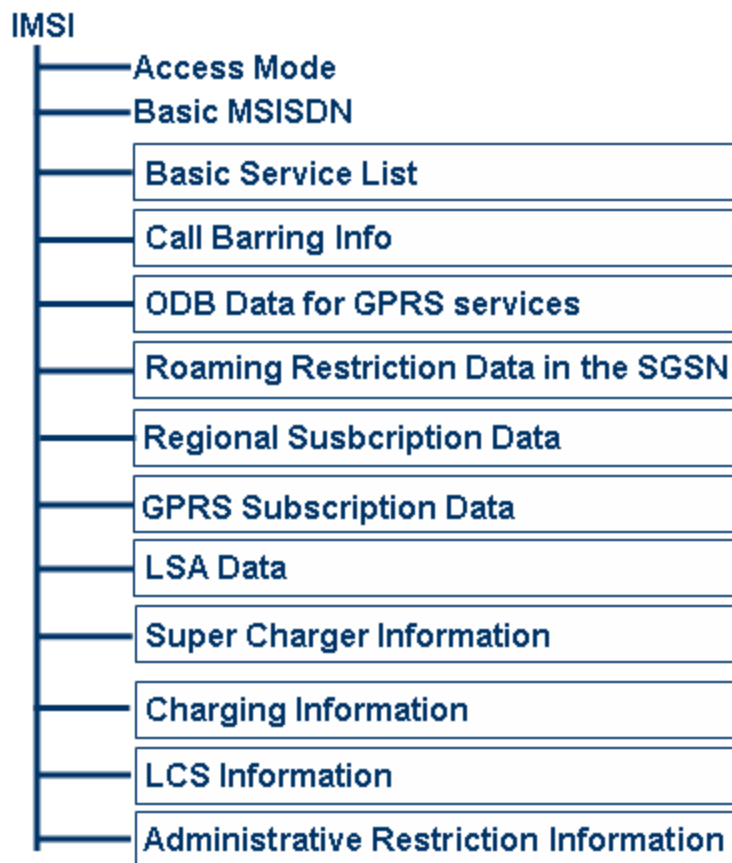 IMSI
Access Mode
Basic MSISDN
Basic Service List
Call Barring Info
ODB Data for GPRS services
Roaming Restriction Data in the SGSN
Regional Susbcription Data
GPRS Subscription Data
LSA Data
Super Charger Information
Charging Information
LCS Information
Administrative Restriction Information